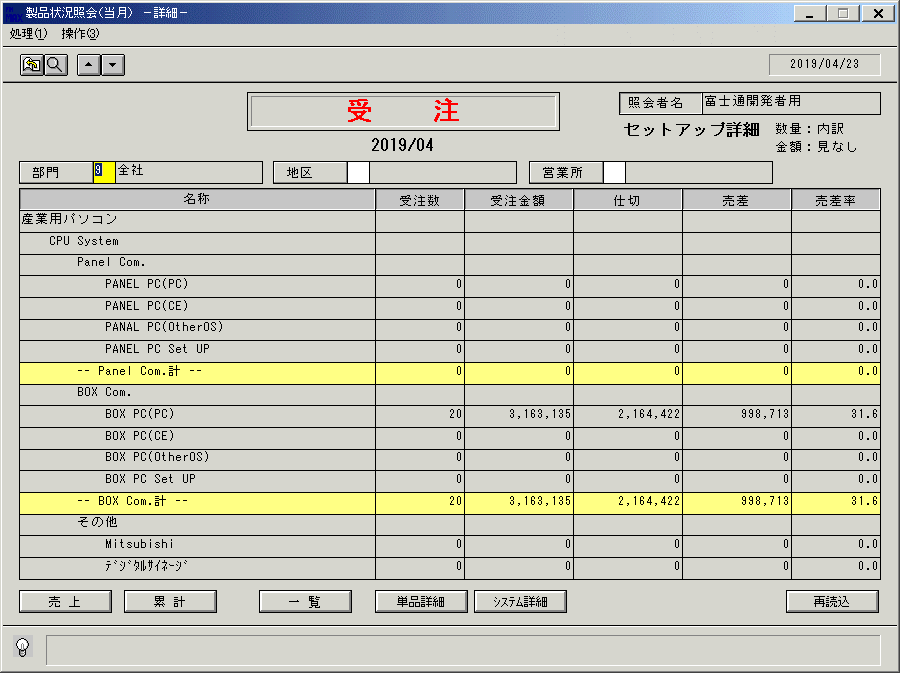 製品状況照会(当月) －詳細－
処理(1) 操作(3)
2019/04/23
受 注
照会者名 富士通開発者用
2019/04
セットアップ詳細 数量：内訳
金額：見なし
部門 9 全社 地区 営業所
名称 受注数 受注金額 仕切 売差 売差率
産業用パソコン
CPU System
Panel Com.
PANEL PC(PC) 0 0 0 0 0.0
PANEL PC(CE) 0 0 0 0 0.0
PANAL PC(OtherOS) 0 0 0 0 0.0
PANEL PC Set UP 0 0 0 0 0.0
-- Panel Com.計 -- 0 0 0 0 0.0
BOX Com.
BOX PC(PC) 20 3,163,135 2,164,422 998,713 31.6
BOX PC(CE) 0 0 0 0 0.0
BOX PC(OtherOS) 0 0 0 0 0.0
BOX PC Set UP 0 0 0 0 0.0
-- BOX Com.計 -- 20 3,163,135 2,164,422 998,713 31.6
その他
Mitsubishi 0 0 0 0 0.0
ﾃﾞｼﾞﾀﾙｻｲﾈｰｼﾞ 0 0 0 0 0.0
売 上 累 計 一 覧 単品詳細 ｼｽﾃﾑ詳細 再読込